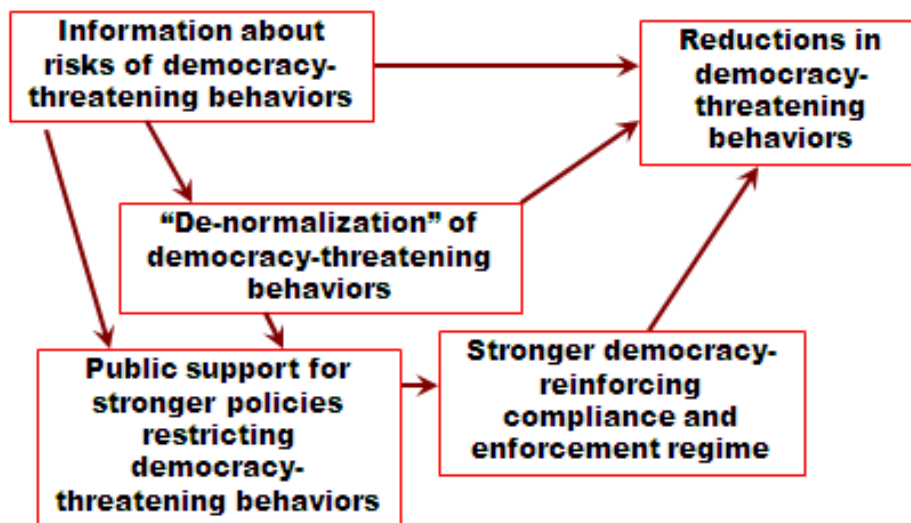 Information about
risks of democracy-
threatening behaviors
Reductions in
democracy-
threatening
behaviors
“De-normalization” of
democracy-threatening
behaviors
Public support for
stronger policies
restricting
democracy-
threatening behaviors
Stronger democracy-
reinforcing
compliance and
enforcement regime